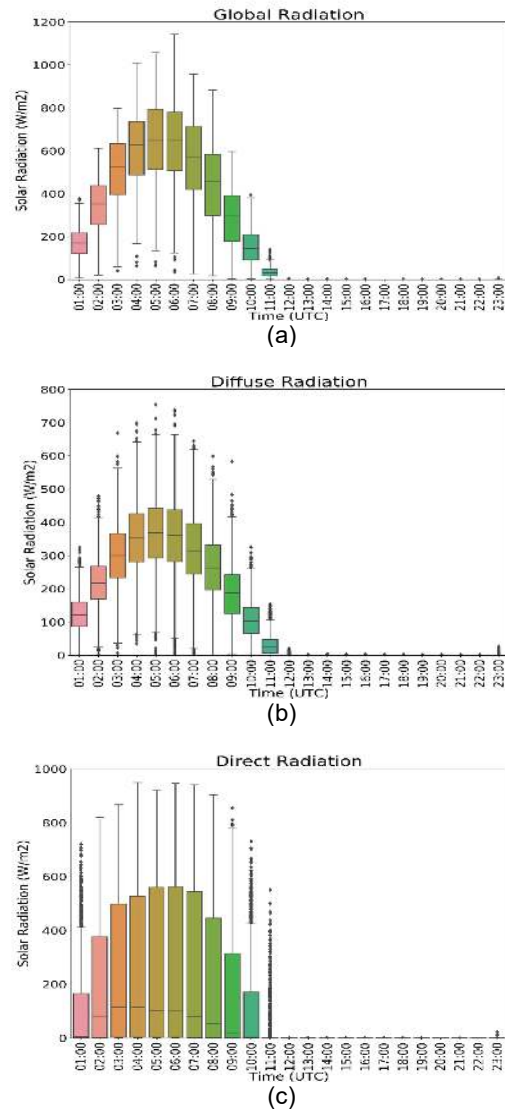 Global Radiation
Solar Radiation (W/m2)
1200
1000
800
600
400
200
0
01:00 02:00 03:00 04:00 05:00 06:00 07:00 08:00 09:00 10:00 11:00 12:00 13:00 14:00 15:00 16:00 17:00 18:00 19:00 20:00 21:00 22:00 23:00
Time (UTC)
(a)
Diffuse Radiation
Solar Radiation (W/m2)
800
700
600
500
400
300
200
100
0
01:00 02:00 03:00 04:00 05:00 06:00 07:00 08:00 09:00 10:00 11:00 12:00 13:00 14:00 15:00 16:00 17:00 18:00 19:00 20:00 21:00 22:00 23:00
Time (UTC)
(b)
Direct Radiation
Solar Radiation (W/m2)
1000
800
600
400
200
0
01:00 02:00 03:00 04:00 05:00 06:00 07:00 08:00 09:00 10:00 11:00 12:00 13:00 14:00 15:00 16:00 17:00 18:00 19:00 20:00 21:00 22:00 23:00
Time (UTC)
(c)